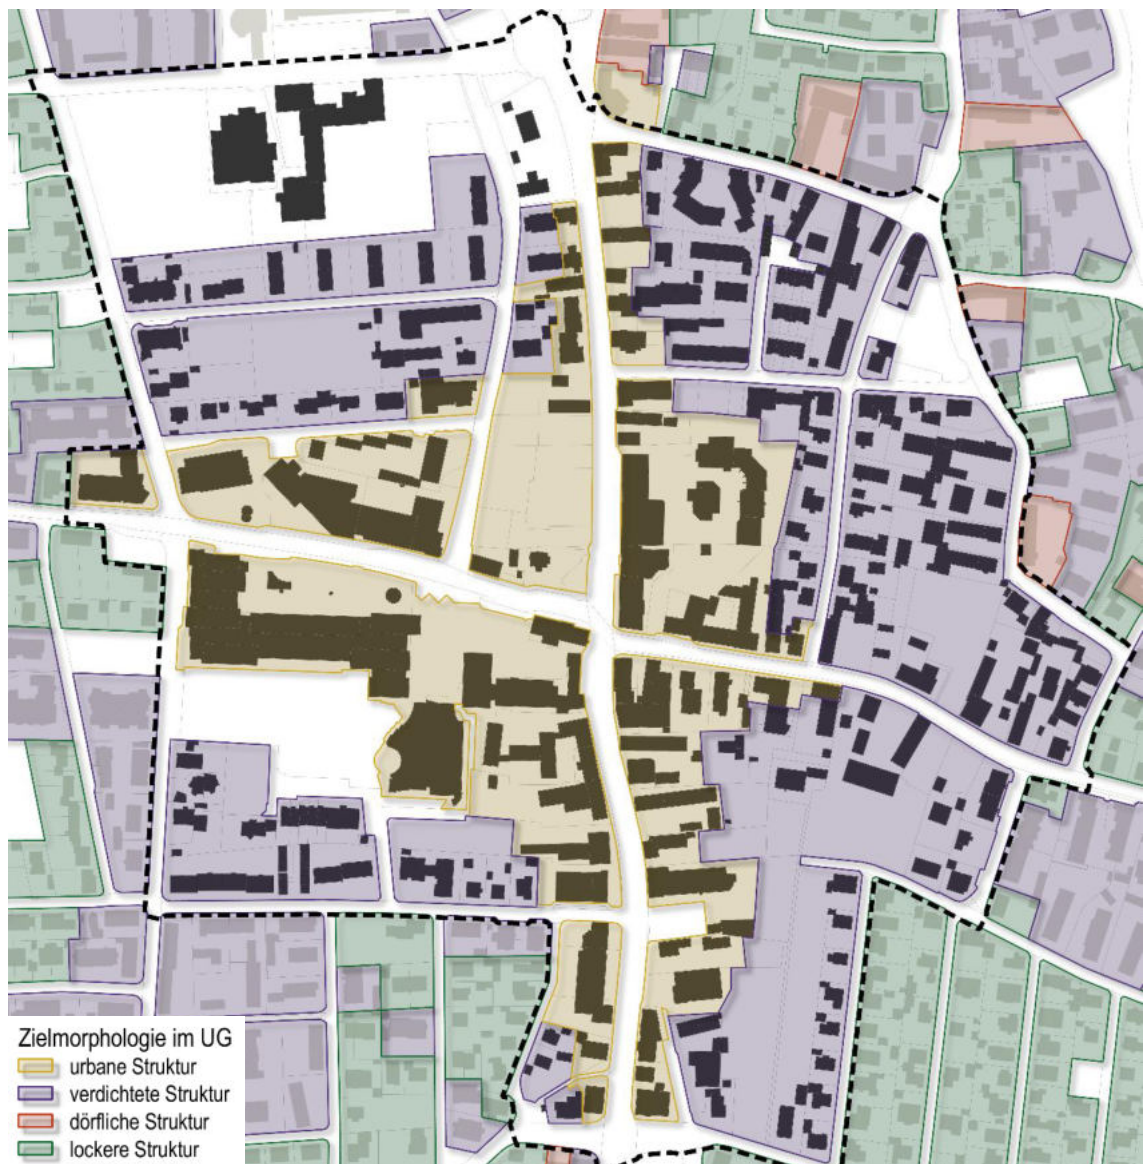 Zielmorphologie im UG
urbane Struktur
verdichtete Struktur
dörfliche Struktur
lockere Struktur